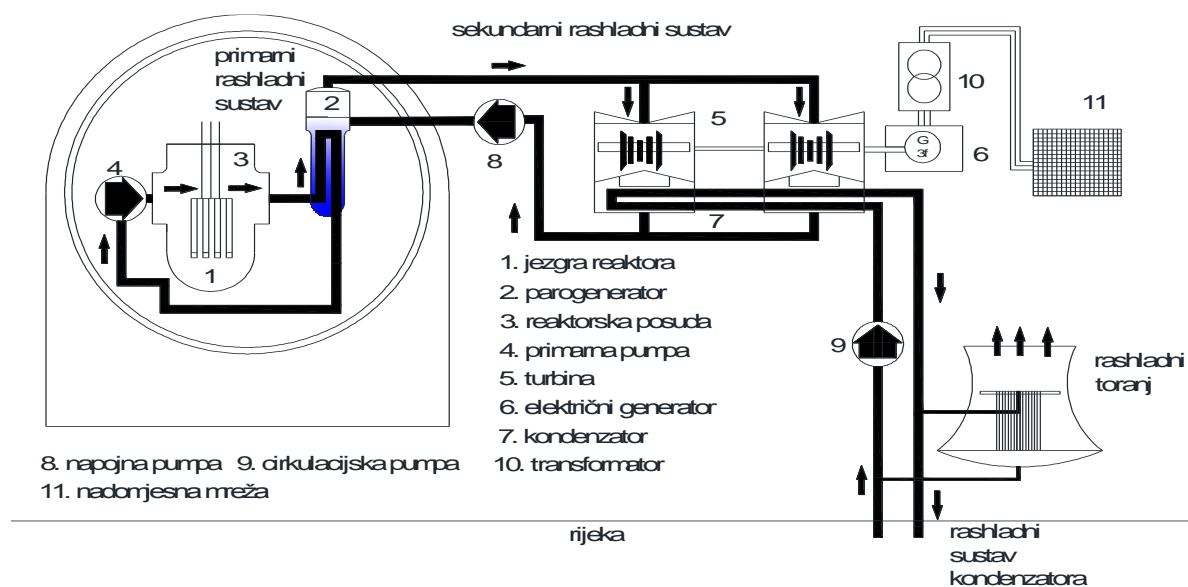 sekundarni rashladni sustav
primarni
rashladni
sustav
2
10
11
5
G
3f
6
8
4
3
1
7
1. jezgra reaktora
2. parogenerator
3. reaktorska posuda
4. primarna pumpa
5. turbina
6. električni generator
7. kondenzator
8. napojna pumpa 9. cirkulacijska pumpa
10. transformator
11. nadomjesna mreža
9
rashladni
toranj
rijeka
rashladni
sustav
kondenzatora